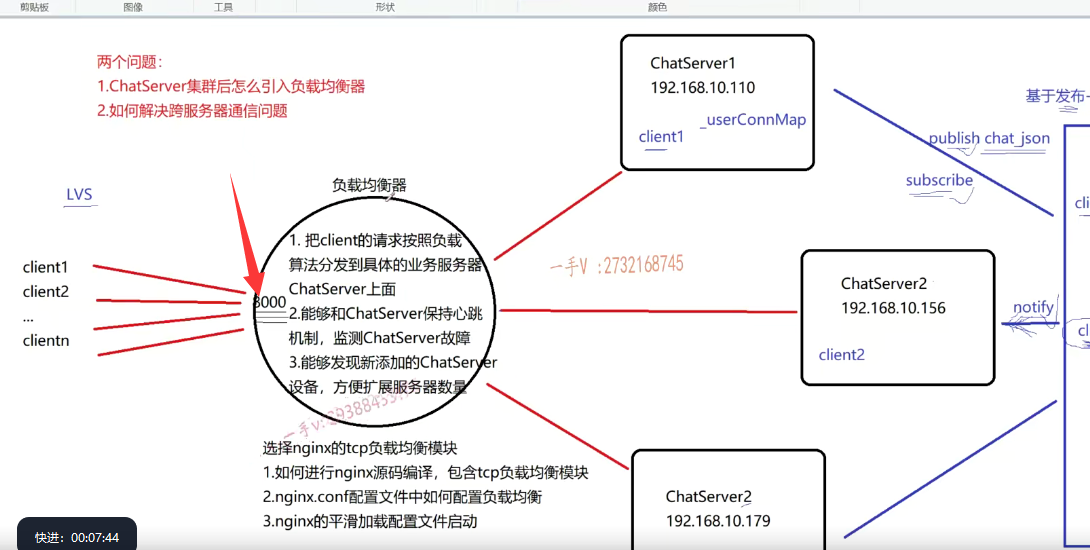 剪贴板
图像
工具
形状
颜色
两个问题：
1.ChatServer集群后怎么引入负载均衡器
2.如何解决跨服务器通信问题
LVS
client1
client2
...
clientn
负载均衡器
8000
1. 把client的请求按照负载
算法分发到具体的业务服务器
ChatServer上面
2.能够和ChatServer保持心跳
机制，监测ChatServer故障
3.能够发现新添加的ChatServer
设备，方便扩展服务器数量
选择nginx的tcp负载均衡模块
1.如何进行nginx源码编译，包含tcp负载均衡模块
2.nginx.conf配置文件中如何配置负载均衡
3.nginx的平滑加载配置文件启动
ChatServer1
192.168.10.110
_userConnMap
client1
一手V :2732168745
ChatServer2
192.168.10.156
client2
ChatServer2
192.168.10.179
基于发布-
publish chat_json
subscribe
notify
cli
cl
快进：00:07:44